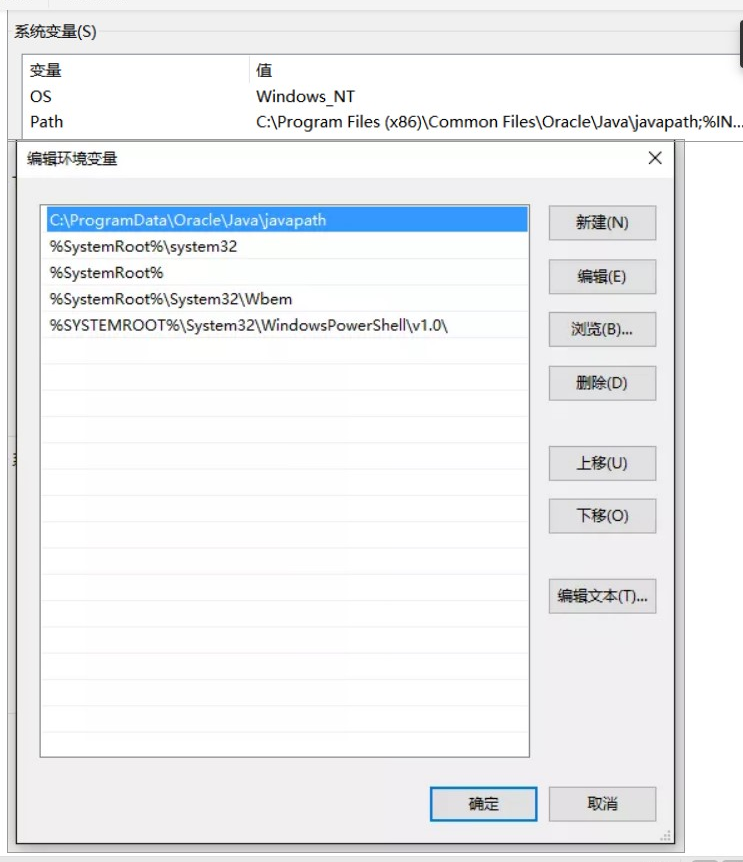 系统变量(S)
变量 值
OS Windows_NT
Path C:\Program Files (x86)\Common Files\Oracle\Java\javapath;%IN...
编辑环境变量
C:\ProgramData\Oracle\Java\javapath
%SystemRoot%\system32
%SystemRoot%
%SystemRoot%\System32\Wbem
%SYSTEMROOT%\System32\WindowsPowerShell\v1.0\
新建(N)
编辑(E)
浏览(B)...
删除(D)
上移(U)
下移(O)
编辑文本(T)...
确定 取消